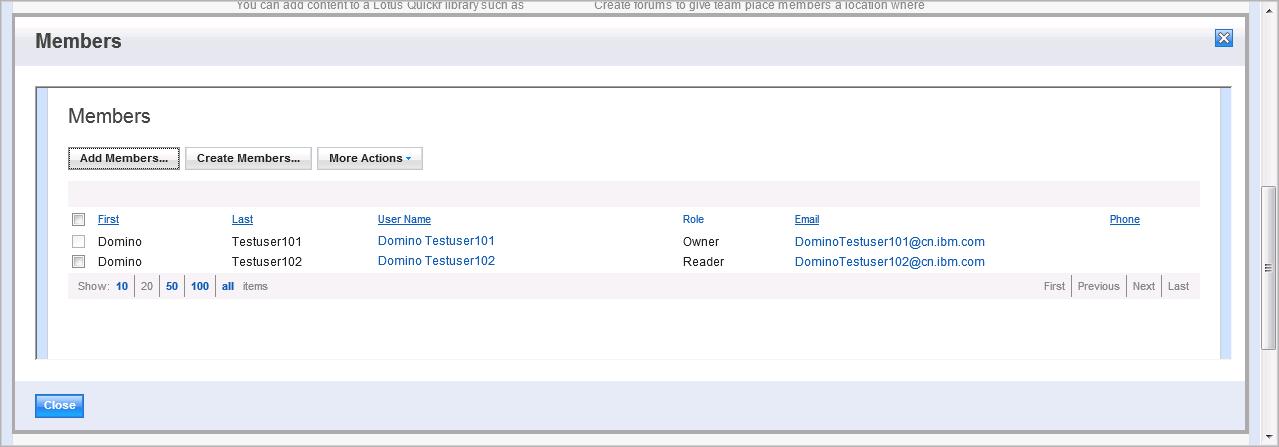 You can add content to a Lotus Quickr library such as Create forums to give team place members a location where
Members
Members
Add Members... Create Members... More Actions
First Last User Name Role Email Phone
Domino Testuser101 Domino Testuser101 Owner DominoTestuser101@cn.ibm.com
Domino Testuser102 Domino Testuser102 Reader DominoTestuser102@cn.ibm.com
Show: 10 20 50 100 all items First Previous Next Last
Close